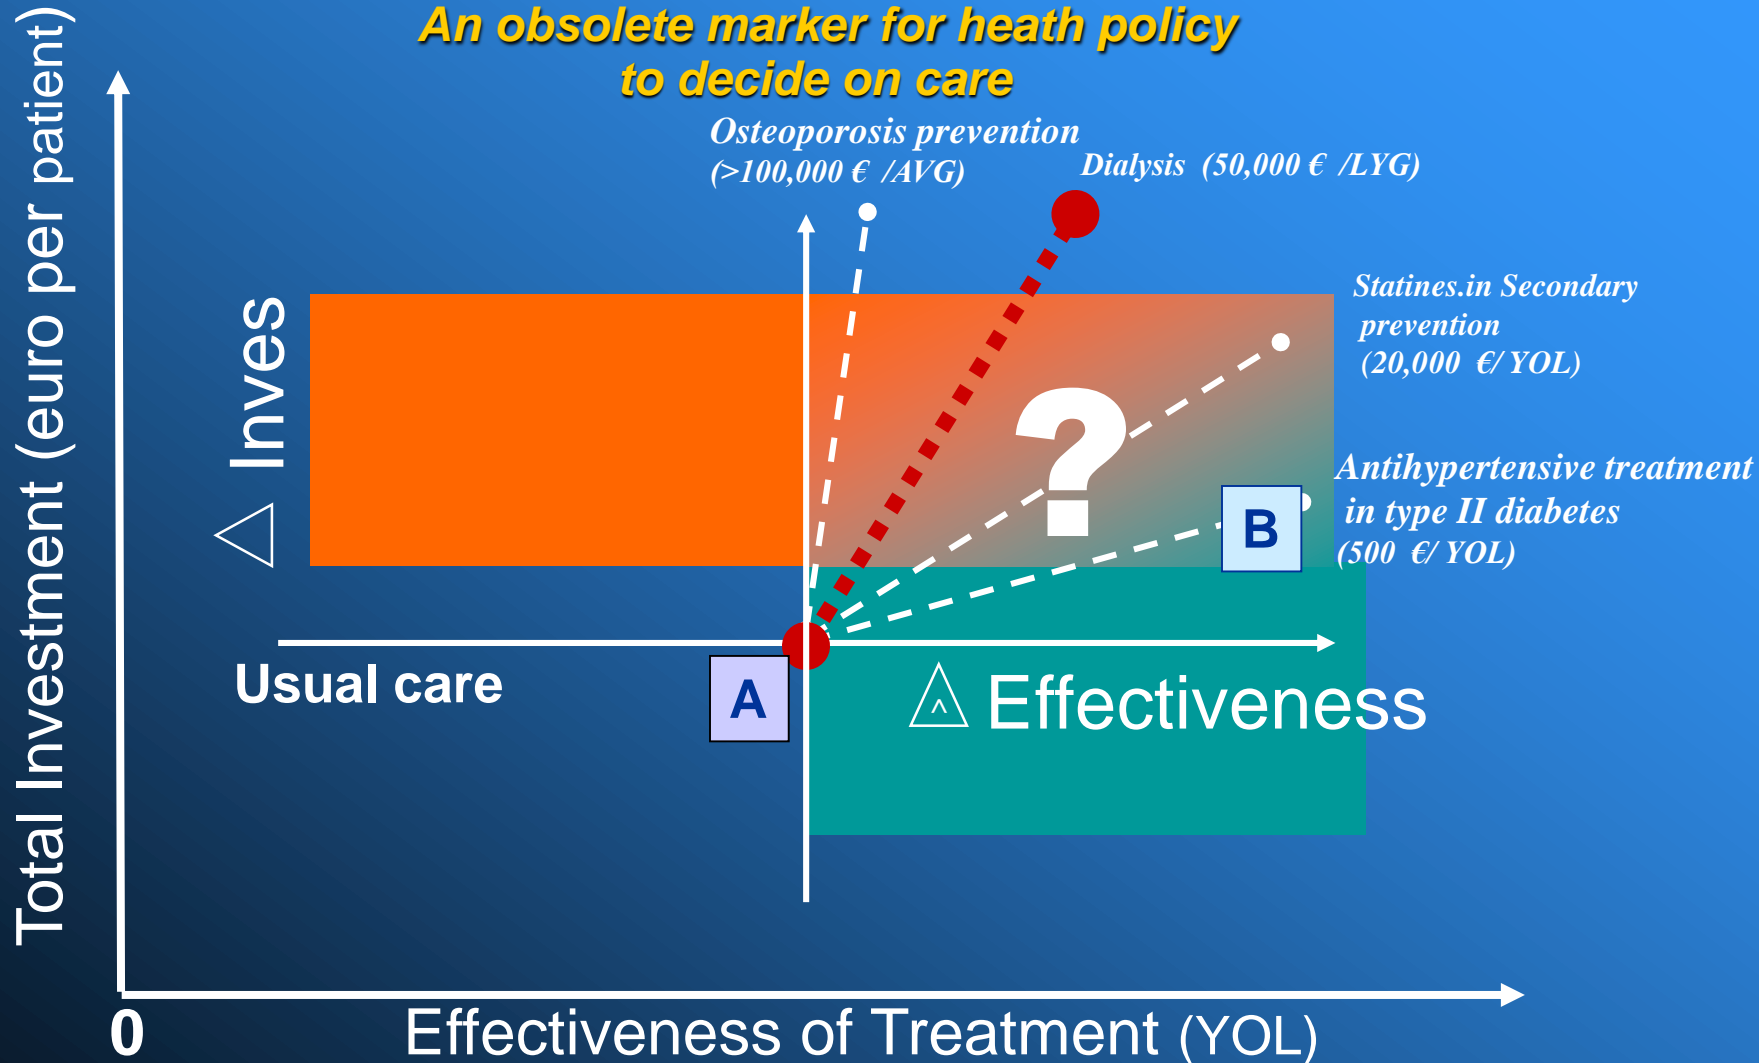 An obsolete marker for heath policy
to decide on care
Total Investment (euro per patient)
Osteoporosis prevention
(>100,000 € /AVG)
Dialysis (50,000 € /LYG)
△ Inves
Statines.in Secondary
prevention
(20,000 €/ YOL)
?
Antihypertensive treatment
in type II diabetes
(500 €/ YOL)
B
Usual care
A
△ Effectiveness
^
0
Effectiveness of Treatment (YOL)